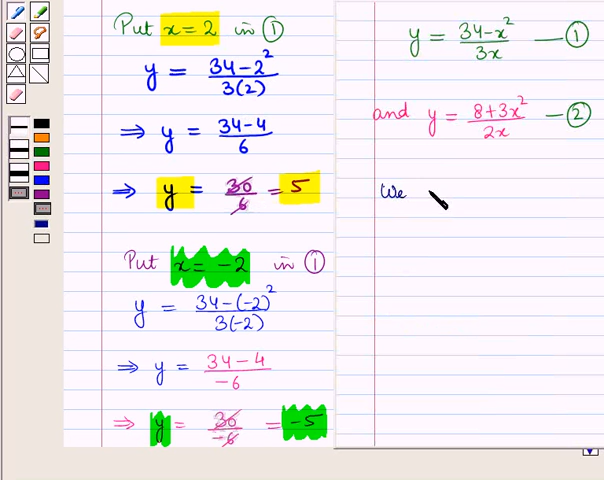 Put x = 2 in ①
y = (34-2²)/3(2)
⇒ y = (34-4)/6
⇒ y = 30/6 = 5
Put x = -2 in ①
y = (34-(-2)²)/3(-2)
⇒ y = (34-4)/-6
⇒ y = 30/-6 = -5
y = (34-x²)/3x — ①
and y = (8+3x²)/2x — ②
We